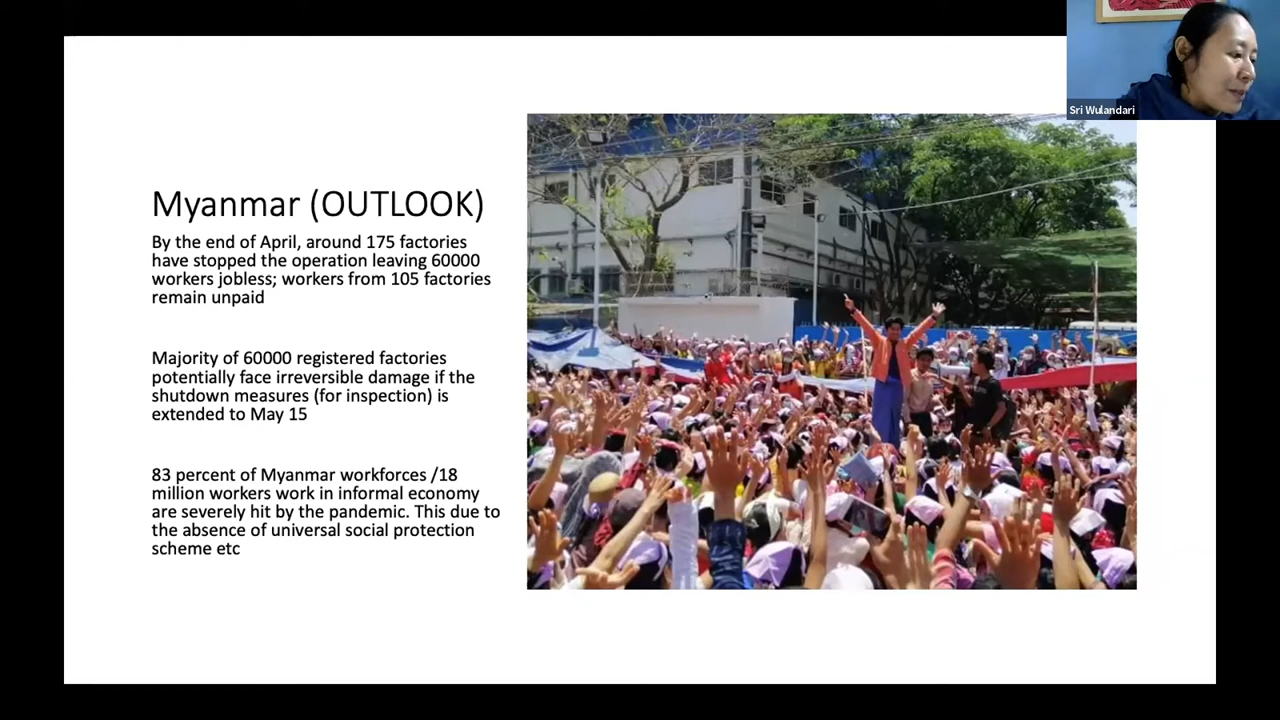 Sri Wulandari
Myanmar (OUTLOOK)
By the end of April, around 175 factories
have stopped the operation leaving 60000
workers jobless; workers from 105 factories
remain unpaid
Majority of 60000 registered factories
potentially face irreversible damage if the
shutdown measures (for inspection) is
extended to May 15
83 percent of Myanmar workforces /18
million workers work in informal economy
are severely hit by the pandemic. This due to
the absence of universal social protection
scheme etc